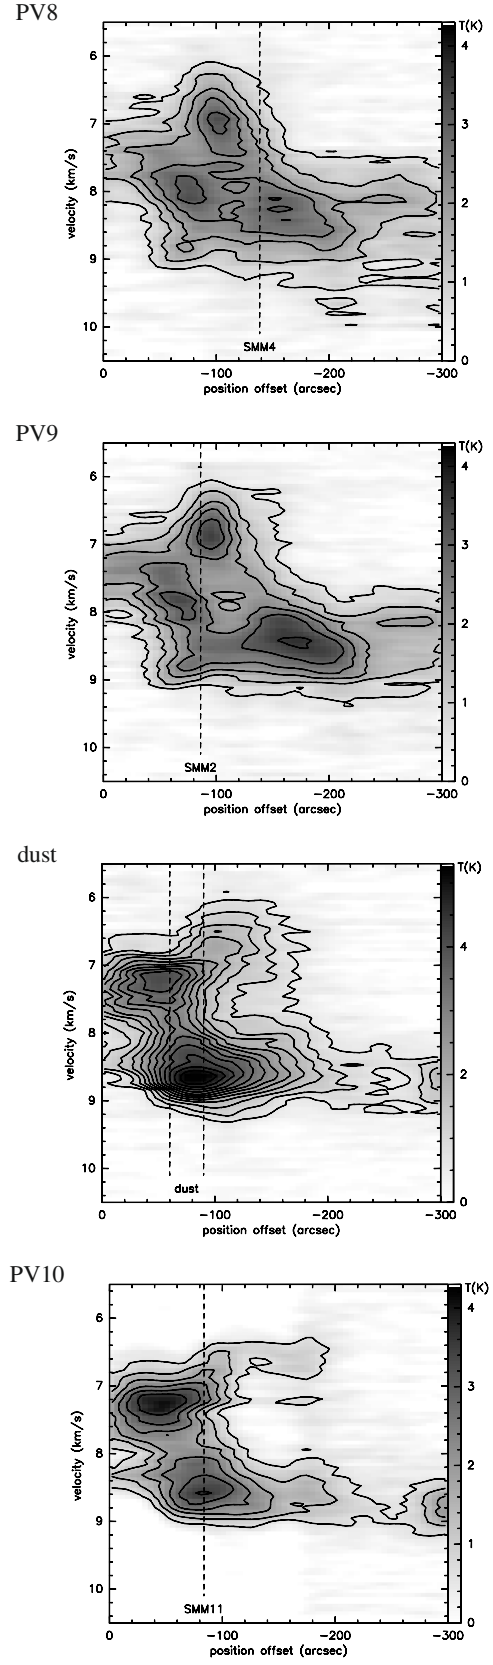 PV8
T(K)
6
7
8
9
10
4
3
2
1
0
velocity (km/s)
SMM4
0
−100
−200
−300
position offset (arcsec)
PV9
T(K)
6
7
8
9
10
4
3
2
1
0
velocity (km/s)
SMM2
0
−100
−200
−300
position offset (arcsec)
dust
T(K)
6
7
8
9
10
4
2
0
velocity (km/s)
dust
0
−100
−200
−300
position offset (arcsec)
PV10
T(K)
6
7
8
9
10
4
3
2
1
0
velocity (km/s)
SMM11
0
−100
−200
−300
position offset (arcsec)